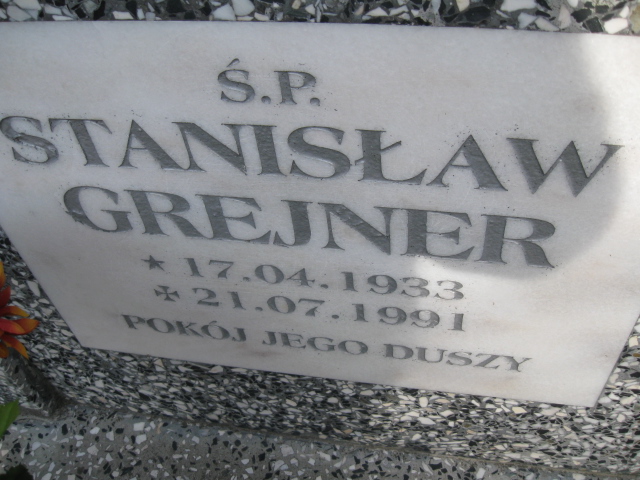 Ś.P.
STANISŁAW
GREJNER
★ 17.04.1933
✠ 21.07.1991
POKÓJ JEGO DUSZY